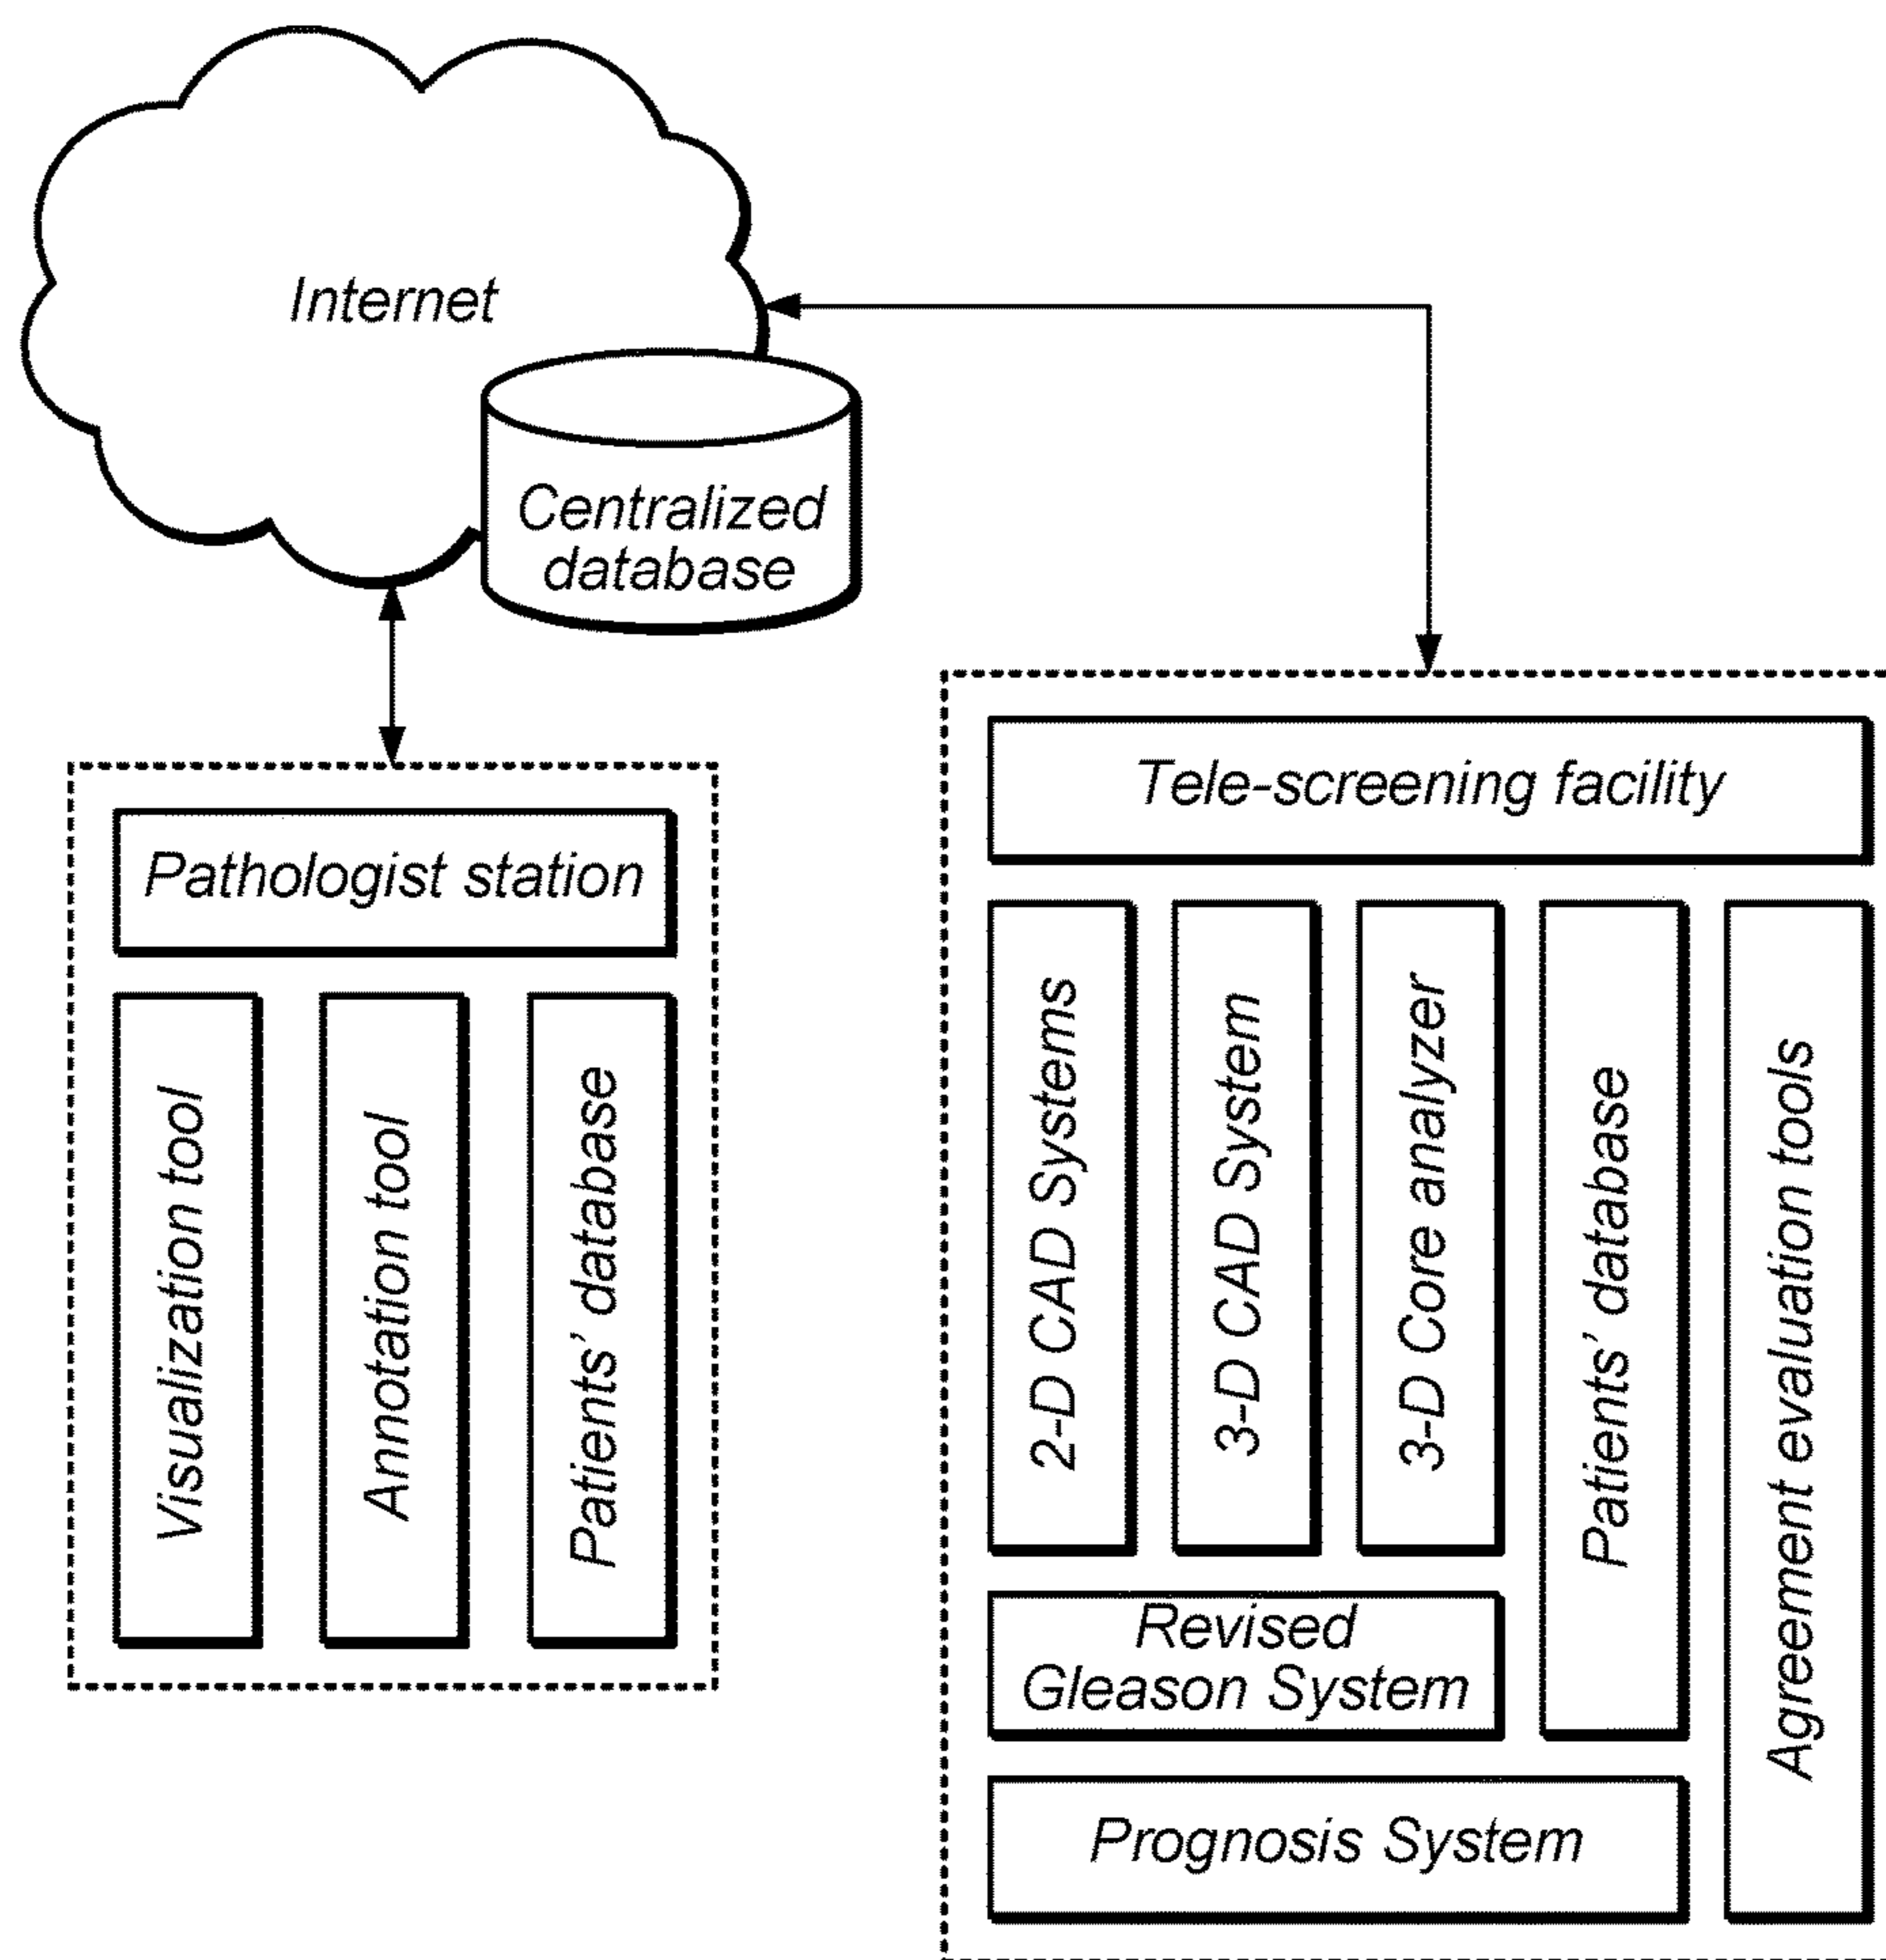 Internet
Centralized
database
Pathologist station
Visualization tool
Annotation tool
Patients’ database
Tele-screening facility
2-D CAD Systems
3-D CAD System
3-D Core analyzer
Patients’ database
Agreement evaluation tools
Revised
Gleason System
Prognosis System